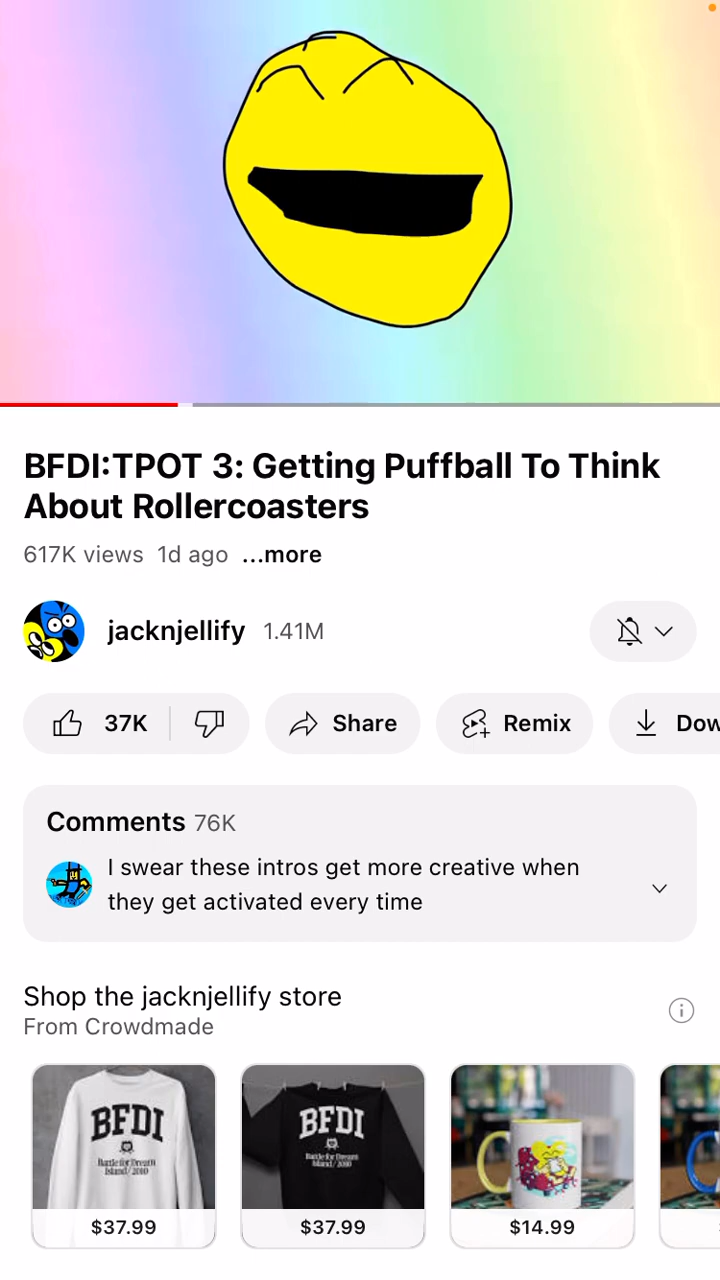 BFDI:TPOT 3: Getting Puffball To Think
About Rollercoasters
617K views 1d ago ...more
jacknjellify 1.41M
37K Share Remix Dow
Comments 76K
I swear these intros get more creative when
they get activated every time
Shop the jacknjellify store
From Crowdmade
BFDI
Battle for Dream
Island/2010
BFDI
Battle for Dream
Island/2010
$37.99 $37.99 $14.99